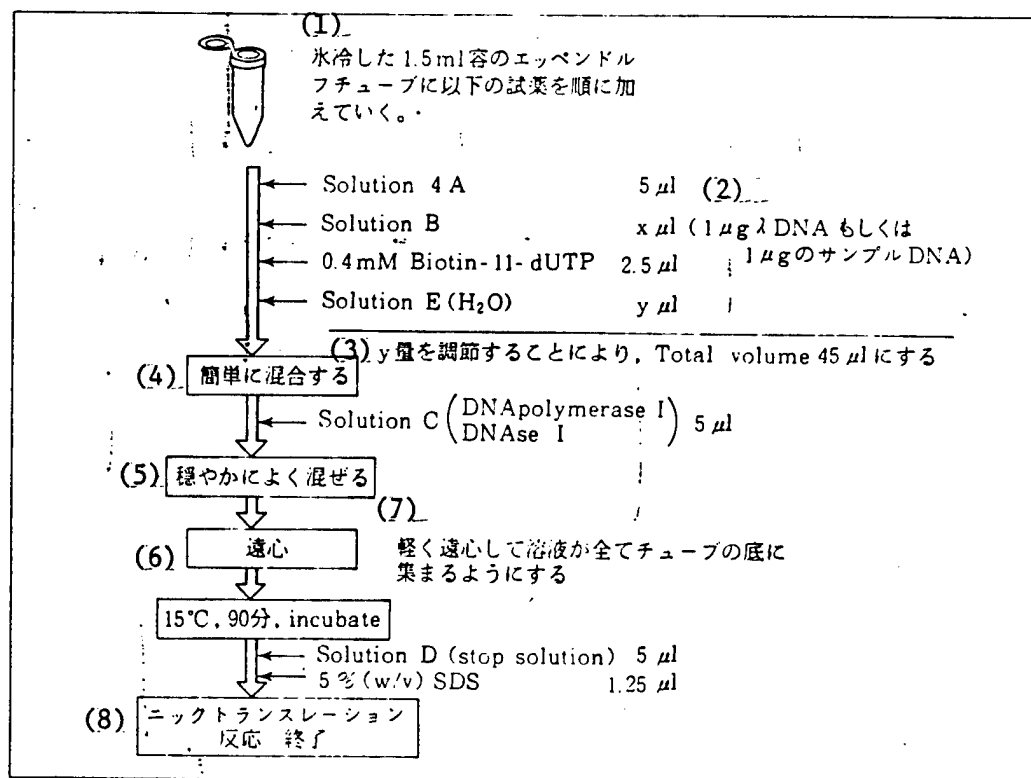 (1)
氷冷した 1.5ml容のエッペンドル
フチューブに以下の試薬を順に加
えていく。
Solution 4A 5 μl (2)
Solution B x μl (1μg λ DNA もしくは
1μgのサンプルDNA)
0.4mM Biotin-11-dUTP 2.5 μl
Solution E (H₂O) y μl
(3) y量を調節することにより, Total volume 45 μlにする
(4) 簡単に混合する
Solution C (DNApolymerase I
DNAse I) 5 μl
(5) 穏やかによく混ぜる
(7)
(6) 遠心
軽く遠心して溶液が全てチューブの底に
集まるようにする
15°C, 90分, incubate
Solution D (stop solution) 5 μl
5 % (w/v) SDS 1.25 μl
(8) ニックトランスレーション
反応 終了